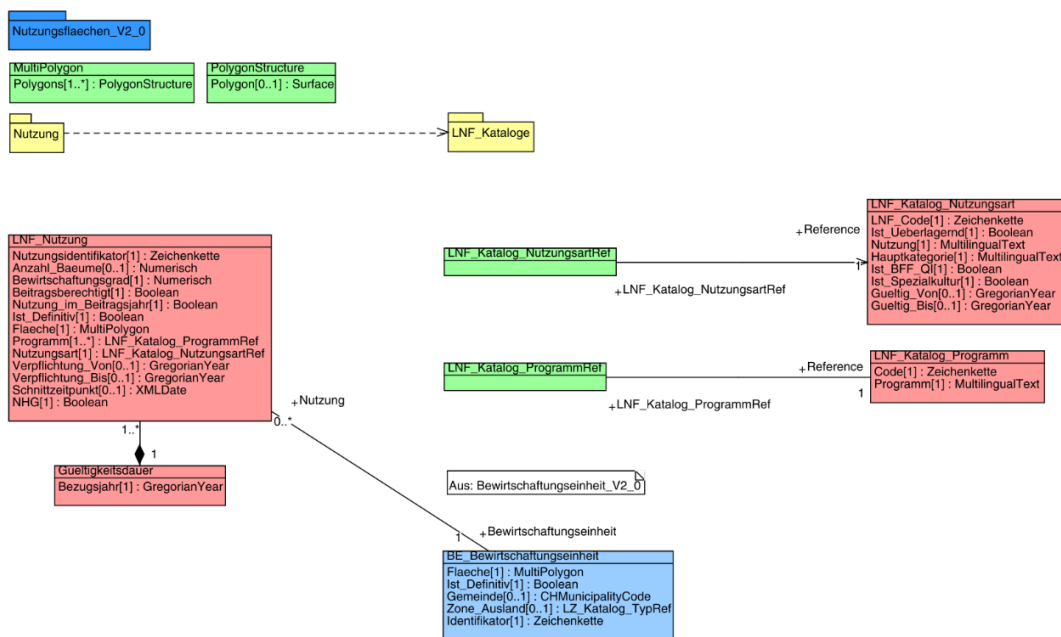 Nutzungsflaechen_V2_0
MultiPolygon
Polygons[1..*] : PolygonStructure
PolygonStructure
Polygon[0..1] : Surface
Nutzung
LNF_Kataloge
LNF_Nutzung
Nutzungsidentifikator[1] : Zeichenkette
Anzahl_Baeume[0..1] : Numerisch
Bewirtschaftungsgrad[1] : Numerisch
Beitragsberechtigt[1] : Boolean
Nutzung_im_Beitragsjahr[1] : Boolean
Ist_Definitiv[1] : Boolean
Flaeche[1] : MultiPolygon
Programm[1..*] : LNF_Katalog_ProgrammRef
Nutzungsart[1] : LNF_Katalog_NutzungsartRef
Verpflichtung_Von[0..1] : GregorianYear
Verpflichtung_Bis[0..1] : GregorianYear
Schnittzeitpunkt[0..1] : XMLDate
NHG[1] : Boolean
LNF_Katalog_NutzungsartRef
+Reference
1
+LNF_Katalog_NutzungsartRef
LNF_Katalog_Nutzungsart
LNF_Code[1] : Zeichenkette
Ist_Ueberlagernd[1] : Boolean
Nutzung[1] : MultilingualText
Hauptkategorie[1] : MultilingualText
Ist_BFF_QI[1] : Boolean
Ist_Spezialkultur[1] : Boolean
Gueltig_Von[0..1] : GregorianYear
Gueltig_Bis[0..1] : GregorianYear
LNF_Katalog_ProgrammRef
+Reference
1
+LNF_Katalog_ProgrammRef
LNF_Katalog_Programm
Code[1] : Zeichenkette
Programm[1] : MultilingualText
+Nutzung
0..*
1..*
1
Gueltigkeitsdauer
Bezugsjahr[1] : GregorianYear
Aus: Bewirtschaftungseinheit_V2_0
+Bewirtschaftungseinheit
1
BE_Bewirtschaftungseinheit
Flaeche[1] : MultiPolygon
Ist_Definitiv[1] : Boolean
Gemeinde[0..1] : CHMunicipalityCode
Zone_Ausland[0..1] : LZ_Katalog_TypRef
Identifikator[1] : Zeichenkette